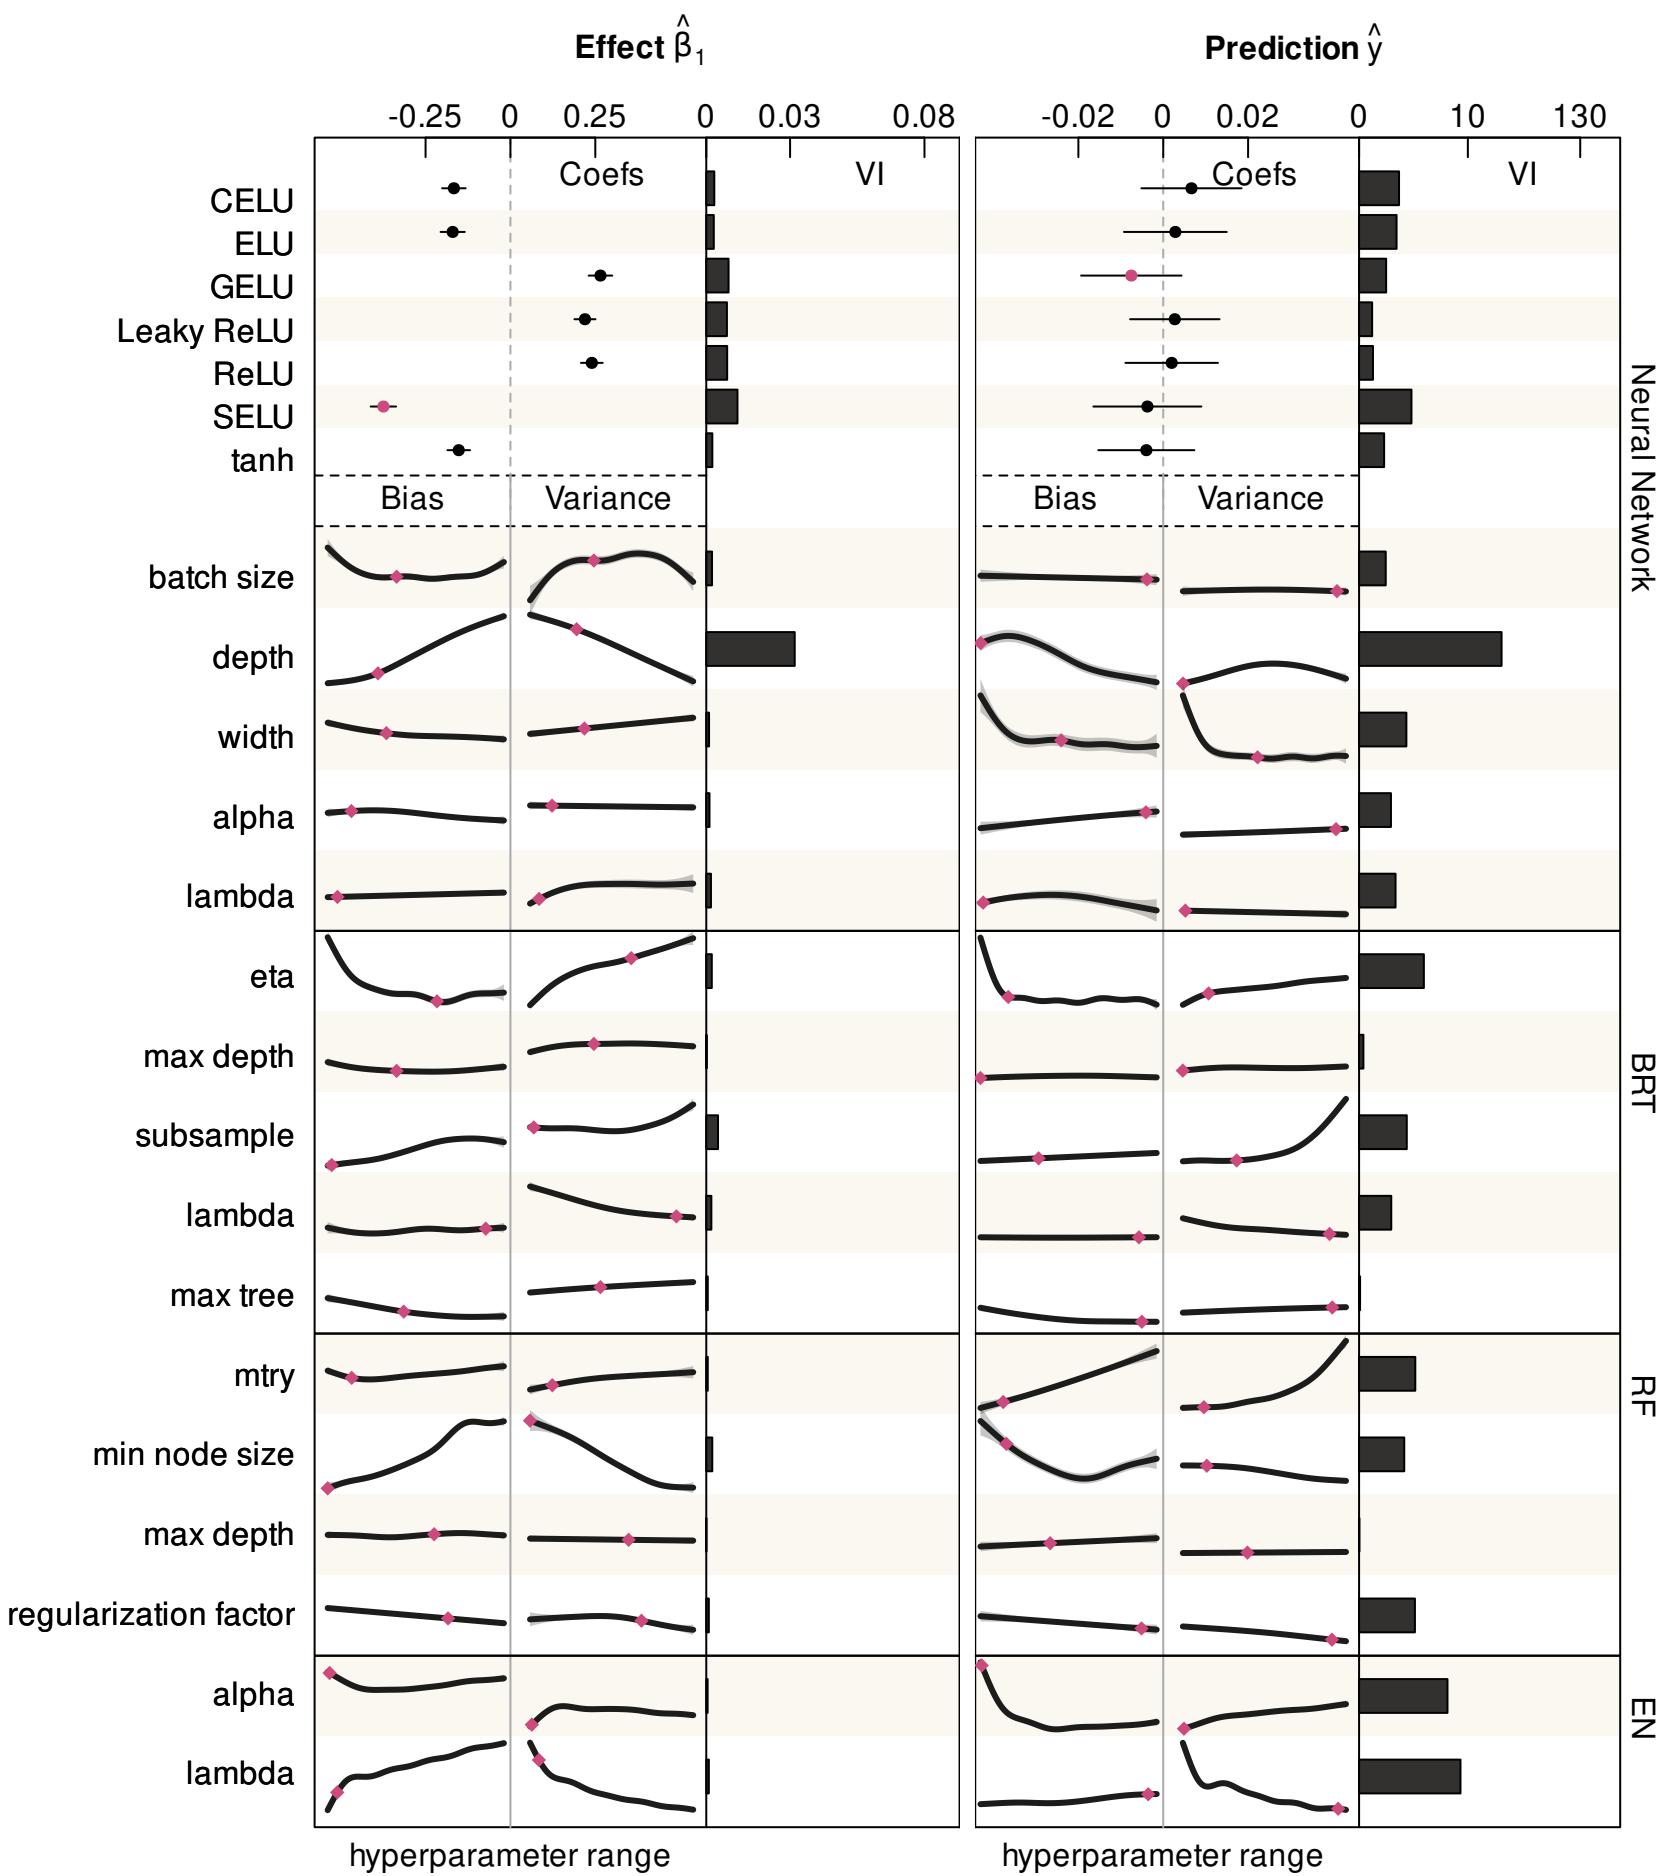 Effect β̂₁
Prediction ŷ
-0.25 0 0.25 0 0.03 0.08
-0.02 0 0.02 0 10 130
Coefs VI
Coefs VI
CELU
ELU
GELU
Leaky ReLU
ReLU
SELU
tanh
Bias Variance
Bias Variance
batch size
depth
width
alpha
lambda
Neural Network
eta
max depth
subsample
lambda
max tree
BRT
mtry
min node size
max depth
regularization factor
RF
alpha
lambda
EN
hyperparameter range
hyperparameter range